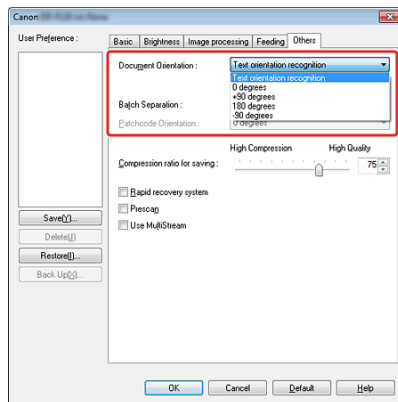 Canon
User Preference :
Basic Brightness Image processing Feeding Others
Document Orientation : Text orientation recognition
Text orientation recognition
0 degrees
+90 degrees
180 degrees
-90 degrees
Batch Separation :
Patchcode Orientation : 0 degrees
High Compression High Quality
Compression ratio for saving : 75
Rapid recovery system
Prescan
Use MultiStream
Save(Y)...
Delete(J)
Restore(I)...
Back Up(X)...
OK Cancel Default Help